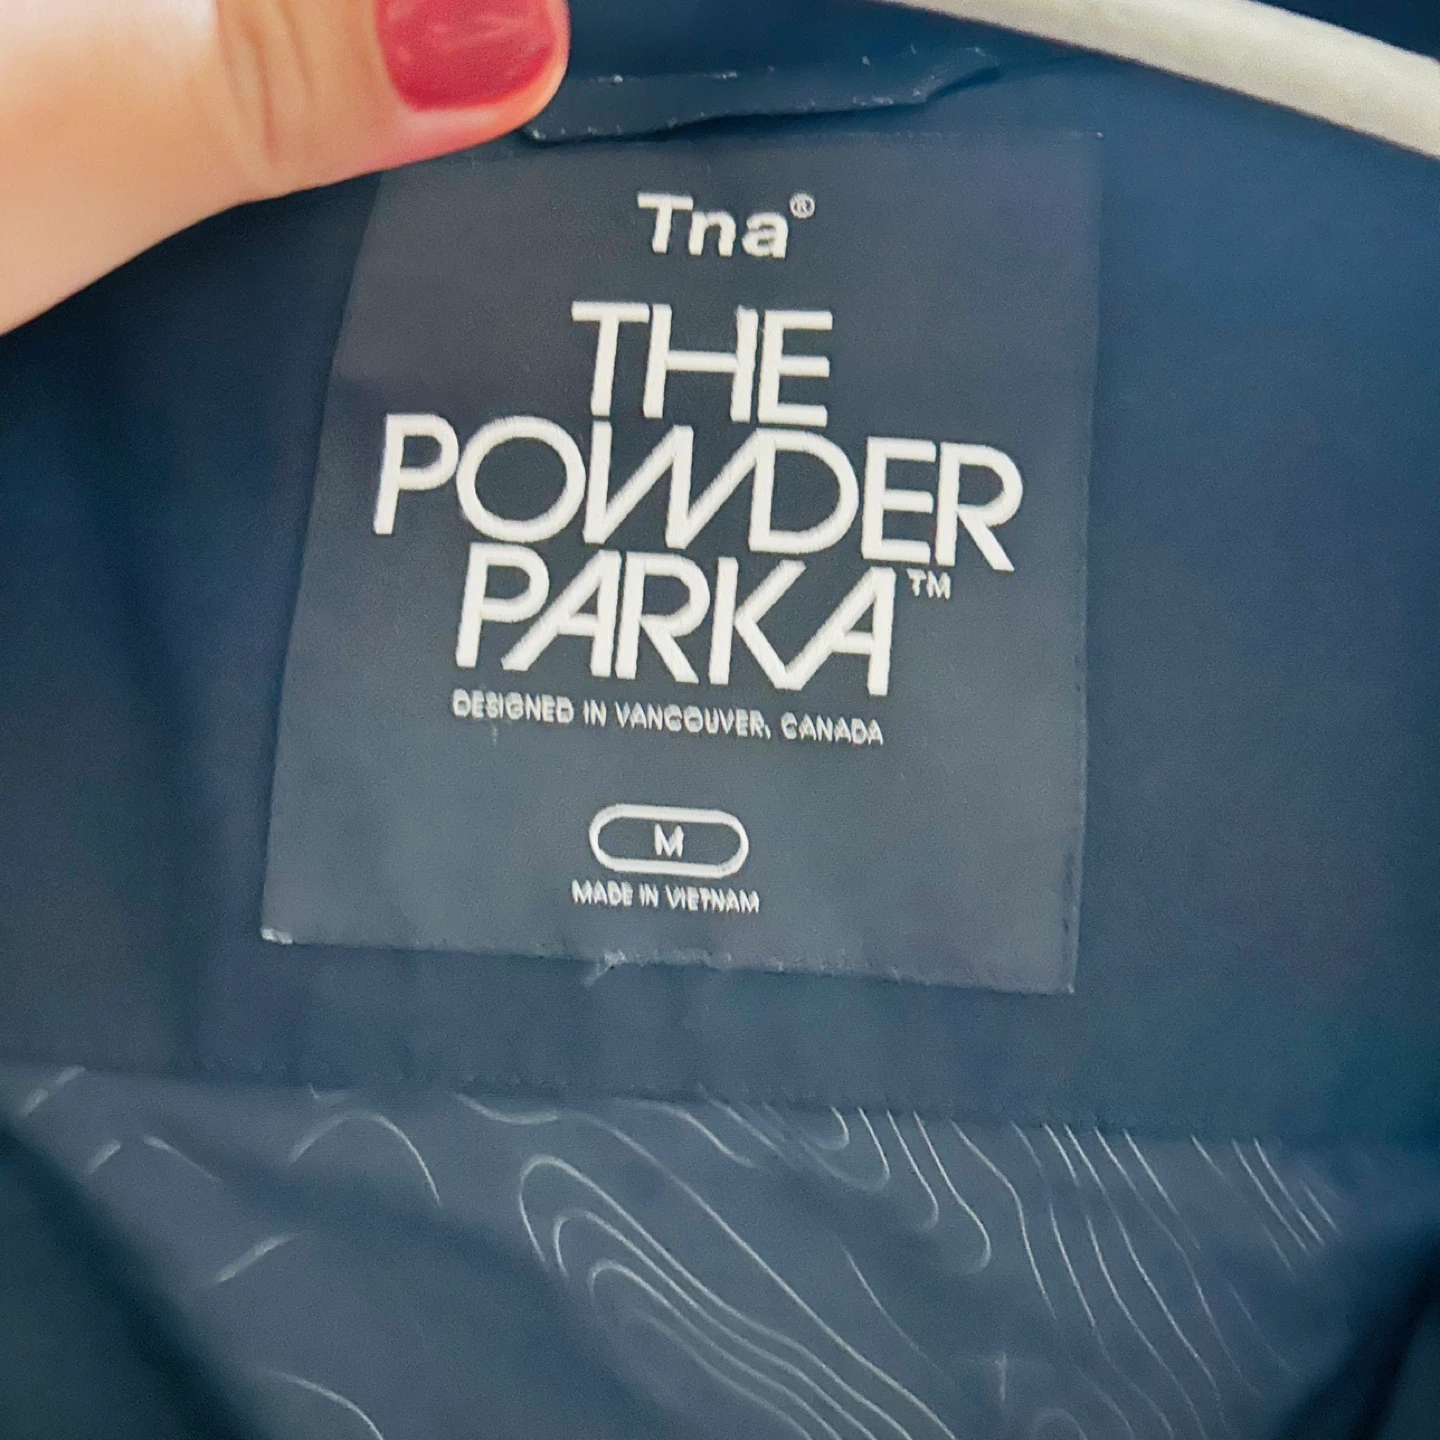 Tna®
THE
POWDER
PARKA™
DESIGNED IN VANCOUVER, CANADA
M
MADE IN VIETNAM